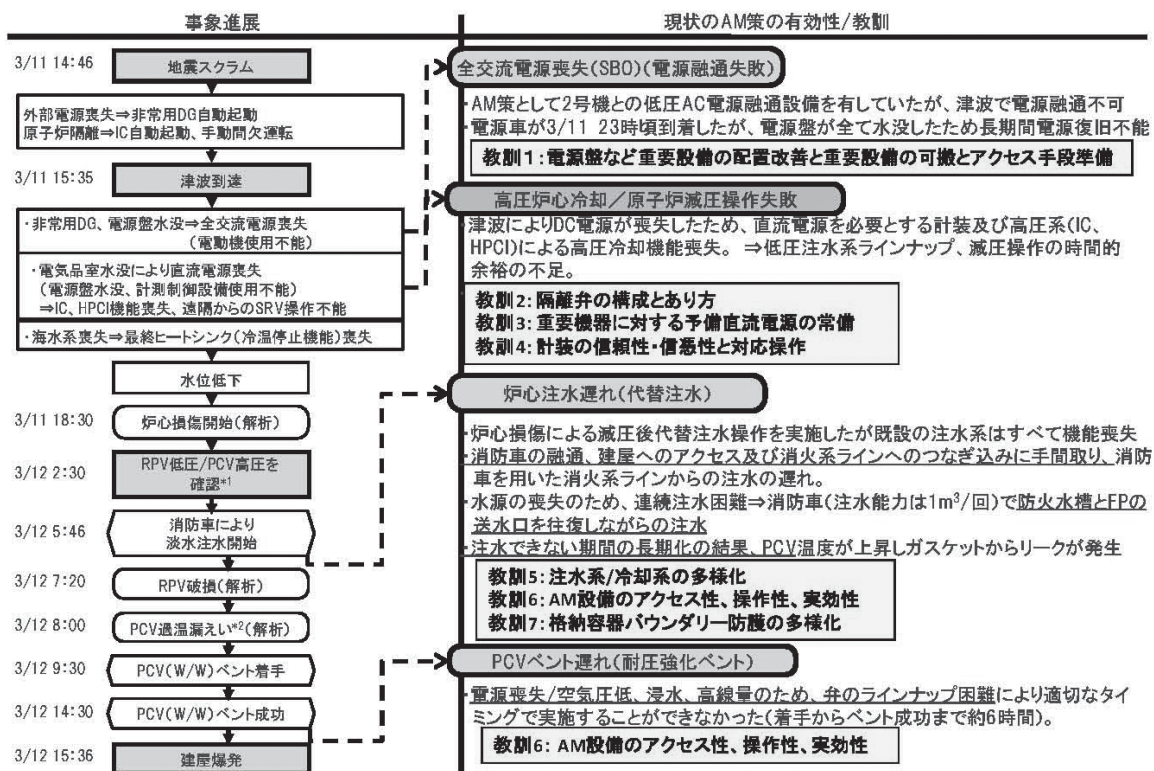 事象進展
3/11 14:46
地震スクラム
外部電源喪失⇒非常用DG自動起動
原子炉隔離⇒IC自動起動、手動間欠運転
3/11 15:35
津波到達
・非常用DG、電源盤水没⇒全交流電源喪失
(電動機使用不能)
・電気品室水没により直流電源喪失
(電源盤水没、計測制御設備使用不能)
⇒IC、HPCI機能喪失、遠隔からのSRV操作不能
・海水系喪失⇒最終ヒートシンク(冷温停止機能)喪失
水位低下
3/11 18:30
炉心損傷開始(解析)
3/12 2:30
RPV低圧/PCV高圧を
確認*1
3/12 5:46
消防車により
淡水注水開始
3/12 7:20
RPV破損(解析)
3/12 8:00
PCV過温漏えい*2(解析)
3/12 9:30
PCV(W/W)ベント着手
3/12 14:30
PCV(W/W)ベント成功
3/12 15:36
建屋爆発
現状のAM策の有効性/教訓
全交流電源喪失(SBO)(電源融通失敗)
・AM策として2号機との低圧AC電源融通設備を有していたが、津波で電源融通不可
・電源車が3/11 23時頃到着したが、電源盤が全て水没したため長期間電源復旧不能
教訓1:電源盤など重要設備の配置改善と重要設備の可搬とアクセス手段準備
高圧炉心冷却/原子炉減圧操作失敗
・津波によりDC電源が喪失したため、直流電源を必要とする計装及び高圧系(IC、
HPCI)による高圧冷却機能喪失。 ⇒低圧注水系ラインナップ、減圧操作の時間的
余裕の不足。
教訓2:隔離弁の構成とあり方
教訓3:重要機器に対する予備直流電源の常備
教訓4:計装の信頼性・信憑性と対応操作
炉心注水遅れ(代替注水)
・炉心損傷による減圧後代替注水操作を実施したが既設の注水系はすべて機能喪失
・消防車の融通、建屋へのアクセス及び消火系ラインへのつなぎ込みに手間取り、消防
車を用いた消火系ラインからの注水の遅れ。
・水源の喪失のため、連続注水困難⇒消防車(注水能力は1m³/回)で防火水槽とFPの
送水口を往復しながらの注水
・注水できない期間の長期化の結果、PCV温度が上昇しガスケットからリークが発生
教訓5:注水系/冷却系の多様化
教訓6:AM設備のアクセス性、操作性、実効性
教訓7:格納容器バウンダリー防護の多様化
PCVベント遅れ(耐圧強化ベント)
・電源喪失/空気圧低、浸水、高線量のため、弁のラインナップ困難により適切なタイ
ミングで実施することができなかった(着手からベント成功まで約6時間)。
教訓6: AM設備のアクセス性、操作性、実効性